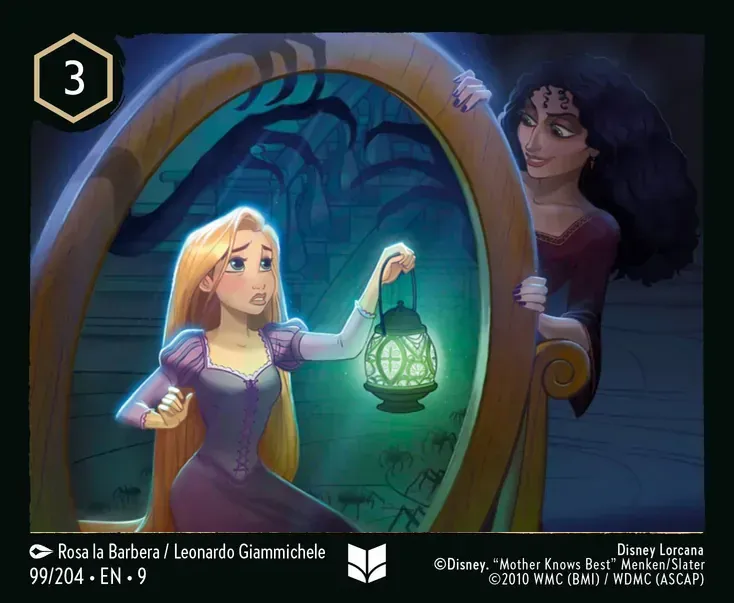 3
Rosa la Barbera / Leonardo Giammichele
99/204 • EN • 9
Disney Lorcana
©Disney. “Mother Knows Best” Menken/Slater
©2010 WMC (BMI) / WDMC (ASCAP)